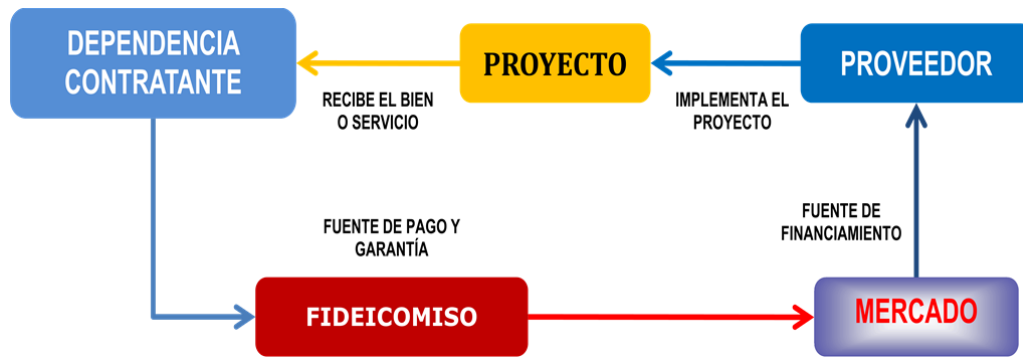 DEPENDENCIA
CONTRATANTE
PROYECTO
PROVEEDOR
RECIBE EL BIEN
O SERVICIO
IMPLEMENTA EL
PROYECTO
FUENTE DE PAGO Y
GARANTÍA
FUENTE DE
FINANCIAMIENTO
FIDEICOMISO
MERCADO